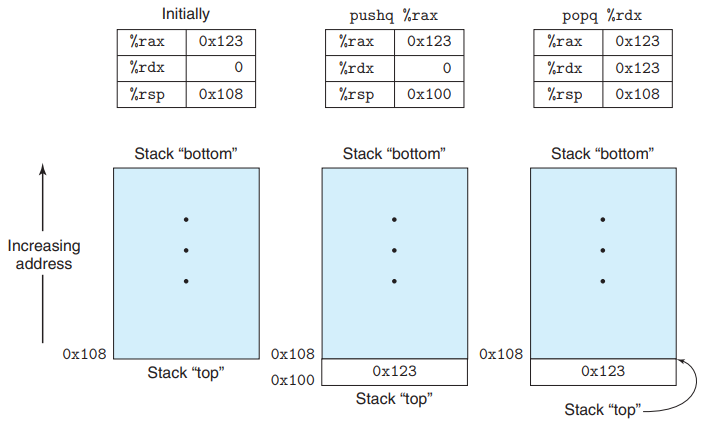 Initially
%rax 0x123
%rdx 0
%rsp 0x108
pushq %rax
%rax 0x123
%rdx 0
%rsp 0x100
popq %rdx
%rax 0x123
%rdx 0x123
%rsp 0x108
Increasing
address
Stack “bottom”
0x108
Stack “top”
Stack “bottom”
0x108
0x100
0x123
Stack “top”
Stack “bottom”
0x108
0x123
Stack “top”